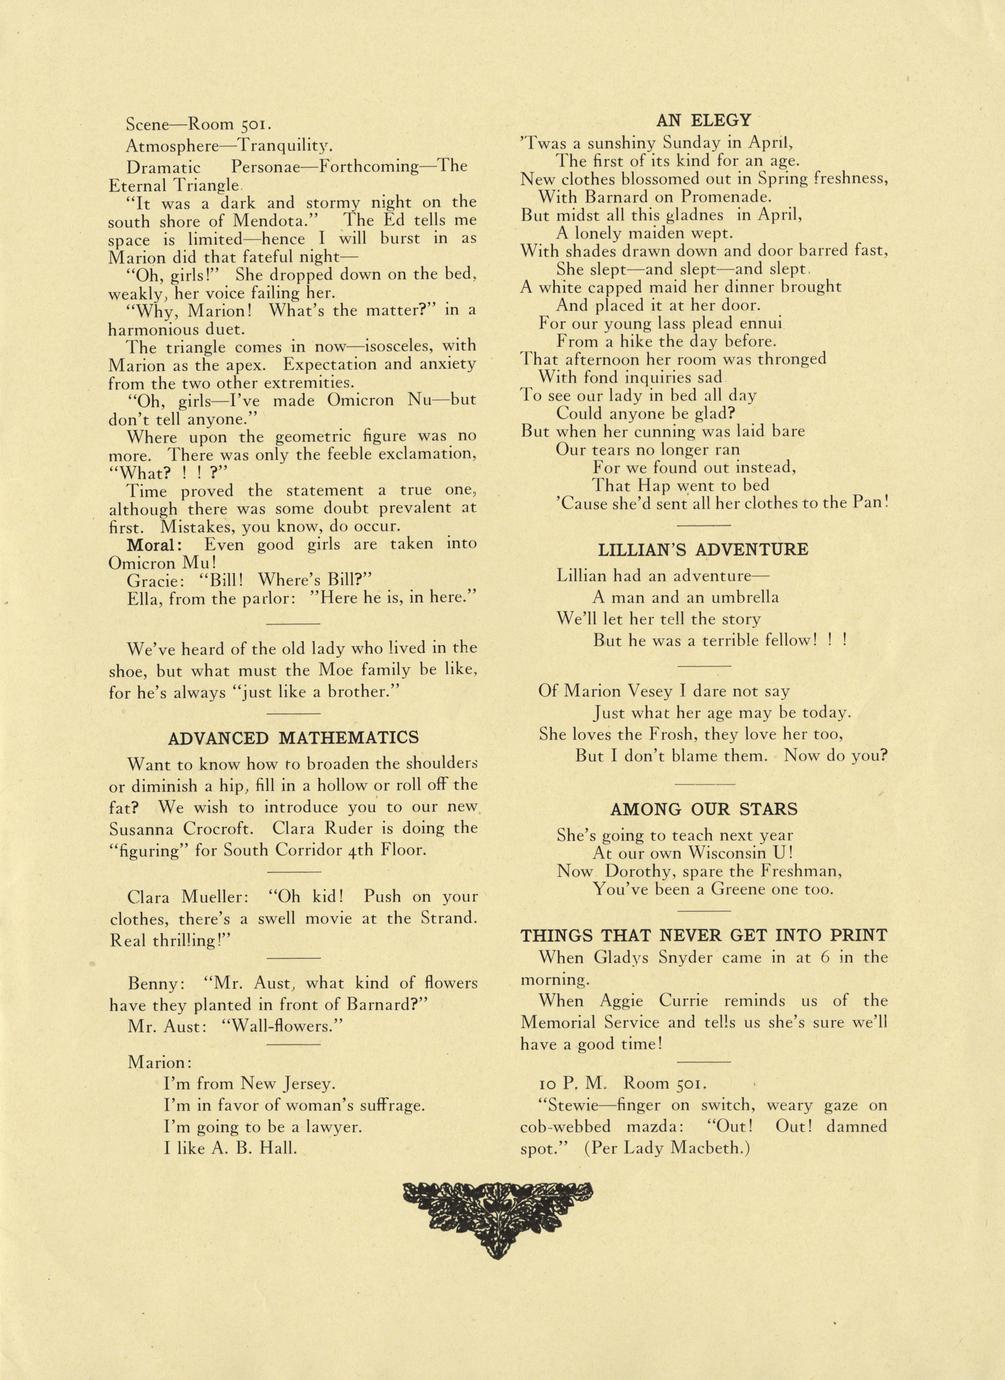 Scene—Room 501.
Atmosphere—Tranquility.
Dramatic Personae—Forthcoming—The
Eternal Triangle.
“It was a dark and stormy night on the
south shore of Mendota.” The Ed tells me
space is limited—hence I will burst in as
Marion did that fateful night—
“Oh, girls!” She dropped down on the bed,
weakly, her voice failing her.
“Why, Marion! What’s the matter?” in a
harmonious duet.
The triangle comes in now—isosceles, with
Marion as the apex. Expectation and anxiety
from the two other extremities.
“Oh, girls—I’ve made Omicron Nu—but
don’t tell anyone.”
Where upon the geometric figure was no
more. There was only the feeble exclamation,
“What? ! ! ?”
Time proved the statement a true one,
although there was some doubt prevalent at
first. Mistakes, you know, do occur.
Moral: Even good girls are taken into
Omicron Mu!
Gracie: “Bill! Where’s Bill?”
Ella, from the parlor: ”Here he is, in here.”
We’ve heard of the old lady who lived in the
shoe, but what must the Moe family be like,
for he’s always “just like a brother.”
ADVANCED MATHEMATICS
Want to know how to broaden the shoulders
or diminish a hip, fill in a hollow or roll off the
fat? We wish to introduce you to our new
Susanna Crocroft. Clara Ruder is doing the
“figuring” for South Corridor 4th Floor.
Clara Mueller: “Oh kid! Push on your
clothes, there’s a swell movie at the Strand.
Real thrilling!”
Benny: “Mr. Aust, what kind of flowers
have they planted in front of Barnard?”
Mr. Aust: “Wall-flowers.”
Marion:
I’m from New Jersey.
I’m in favor of woman’s suffrage.
I’m going to be a lawyer.
I like A. B. Hall.
AN ELEGY
’Twas a sunshiny Sunday in April,
The first of its kind for an age.
New clothes blossomed out in Spring freshness,
With Barnard on Promenade.
But midst all this gladnes in April,
A lonely maiden wept.
With shades drawn down and door barred fast,
She slept—and slept—and slept.
A white capped maid her dinner brought
And placed it at her door.
For our young lass plead ennui
From a hike the day before.
That afternoon her room was thronged
With fond inquiries sad
To see our lady in bed all day
Could anyone be glad?
But when her cunning was laid bare
Our tears no longer ran
For we found out instead,
That Hap went to bed
’Cause she’d sent all her clothes to the Pan!
LILLIAN’S ADVENTURE
Lillian had an adventure—
A man and an umbrella
We’ll let her tell the story
But he was a terrible fellow! ! !
Of Marion Vesey I dare not say
Just what her age may be today.
She loves the Frosh, they love her too,
But I don’t blame them. Now do you?
AMONG OUR STARS
She’s going to teach next year
At our own Wisconsin U!
Now Dorothy, spare the Freshman,
You’ve been a Greene one too.
THINGS THAT NEVER GET INTO PRINT
When Gladys Snyder came in at 6 in the
morning.
When Aggie Currie reminds us of the
Memorial Service and tells us she’s sure we’ll
have a good time!
10 P. M. Room 501.
“Stewie—finger on switch, weary gaze on
cob-webbed mazda: “Out! Out! damned
spot.” (Per Lady Macbeth.)